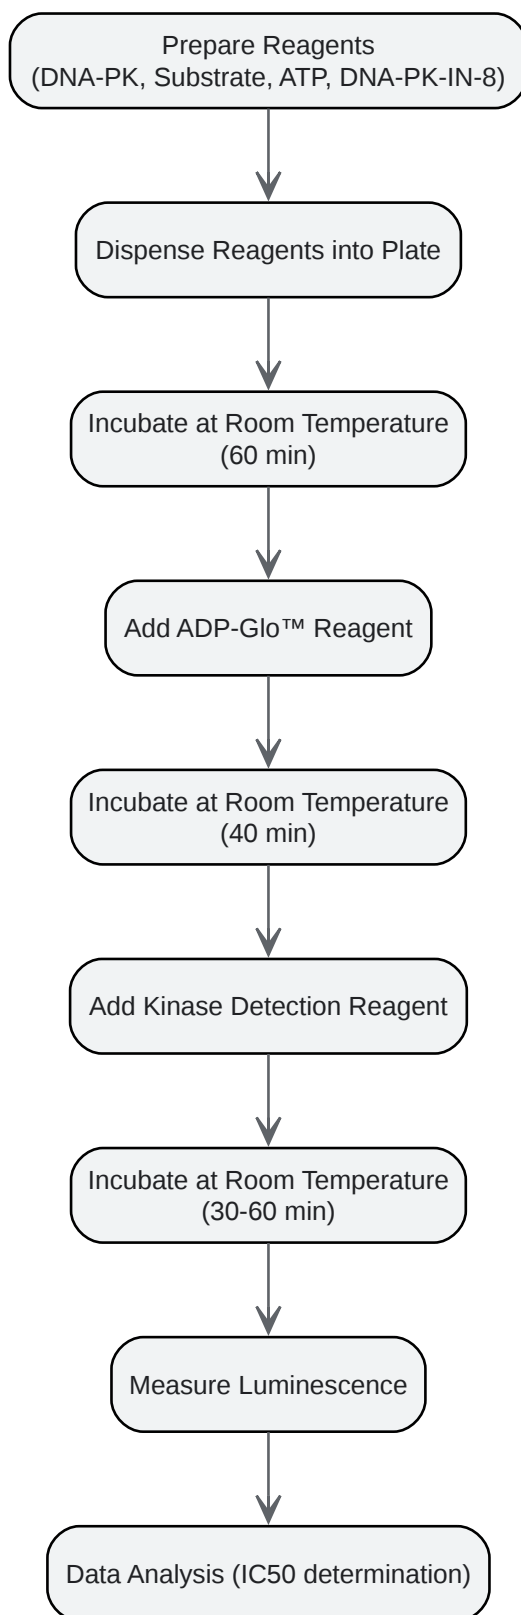 Prepare Reagents
(DNA-PK, Substrate, ATP, DNA-PK-IN-8)
Dispense Reagents into Plate
Incubate at Room Temperature
(60 min)
Add ADP-Glo™ Reagent
Incubate at Room Temperature
(40 min)
Add Kinase Detection Reagent
Incubate at Room Temperature
(30-60 min)
Measure Luminescence
Data Analysis (IC50 determination)